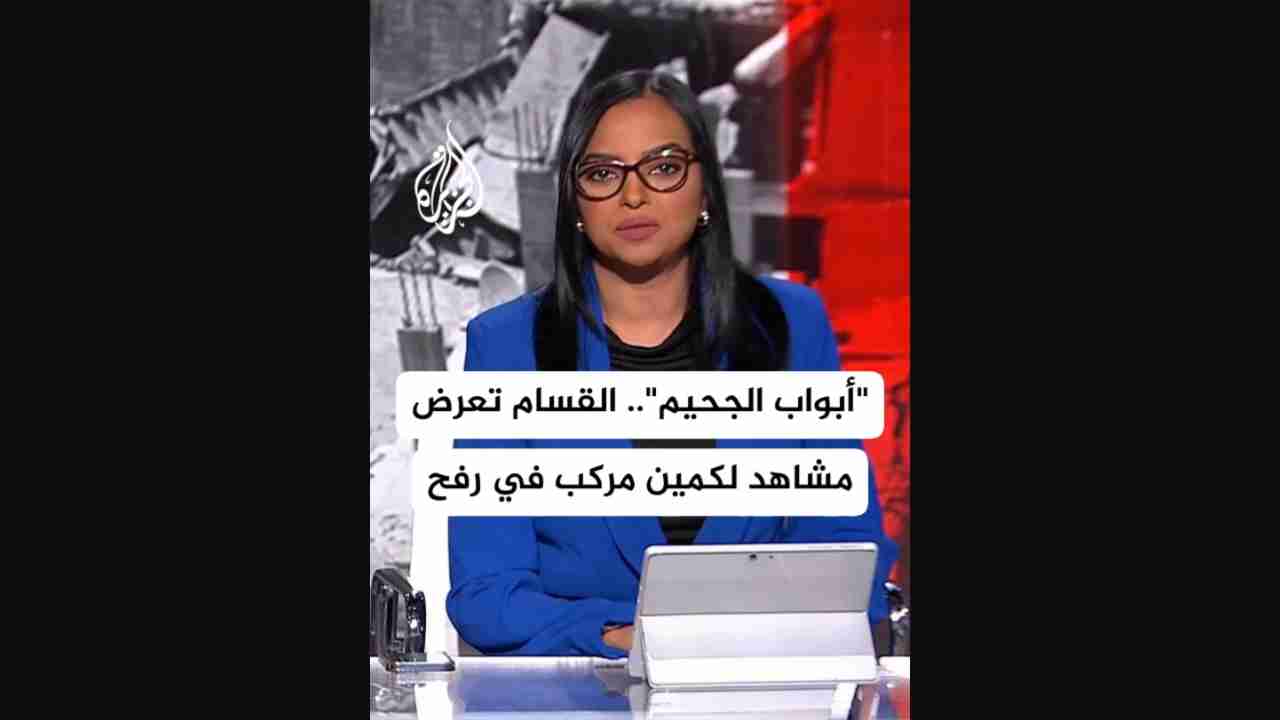 الجزيرة
"أبواب الجحيم".. القسام تعرض
مشاهد لكمين مركب في رفح